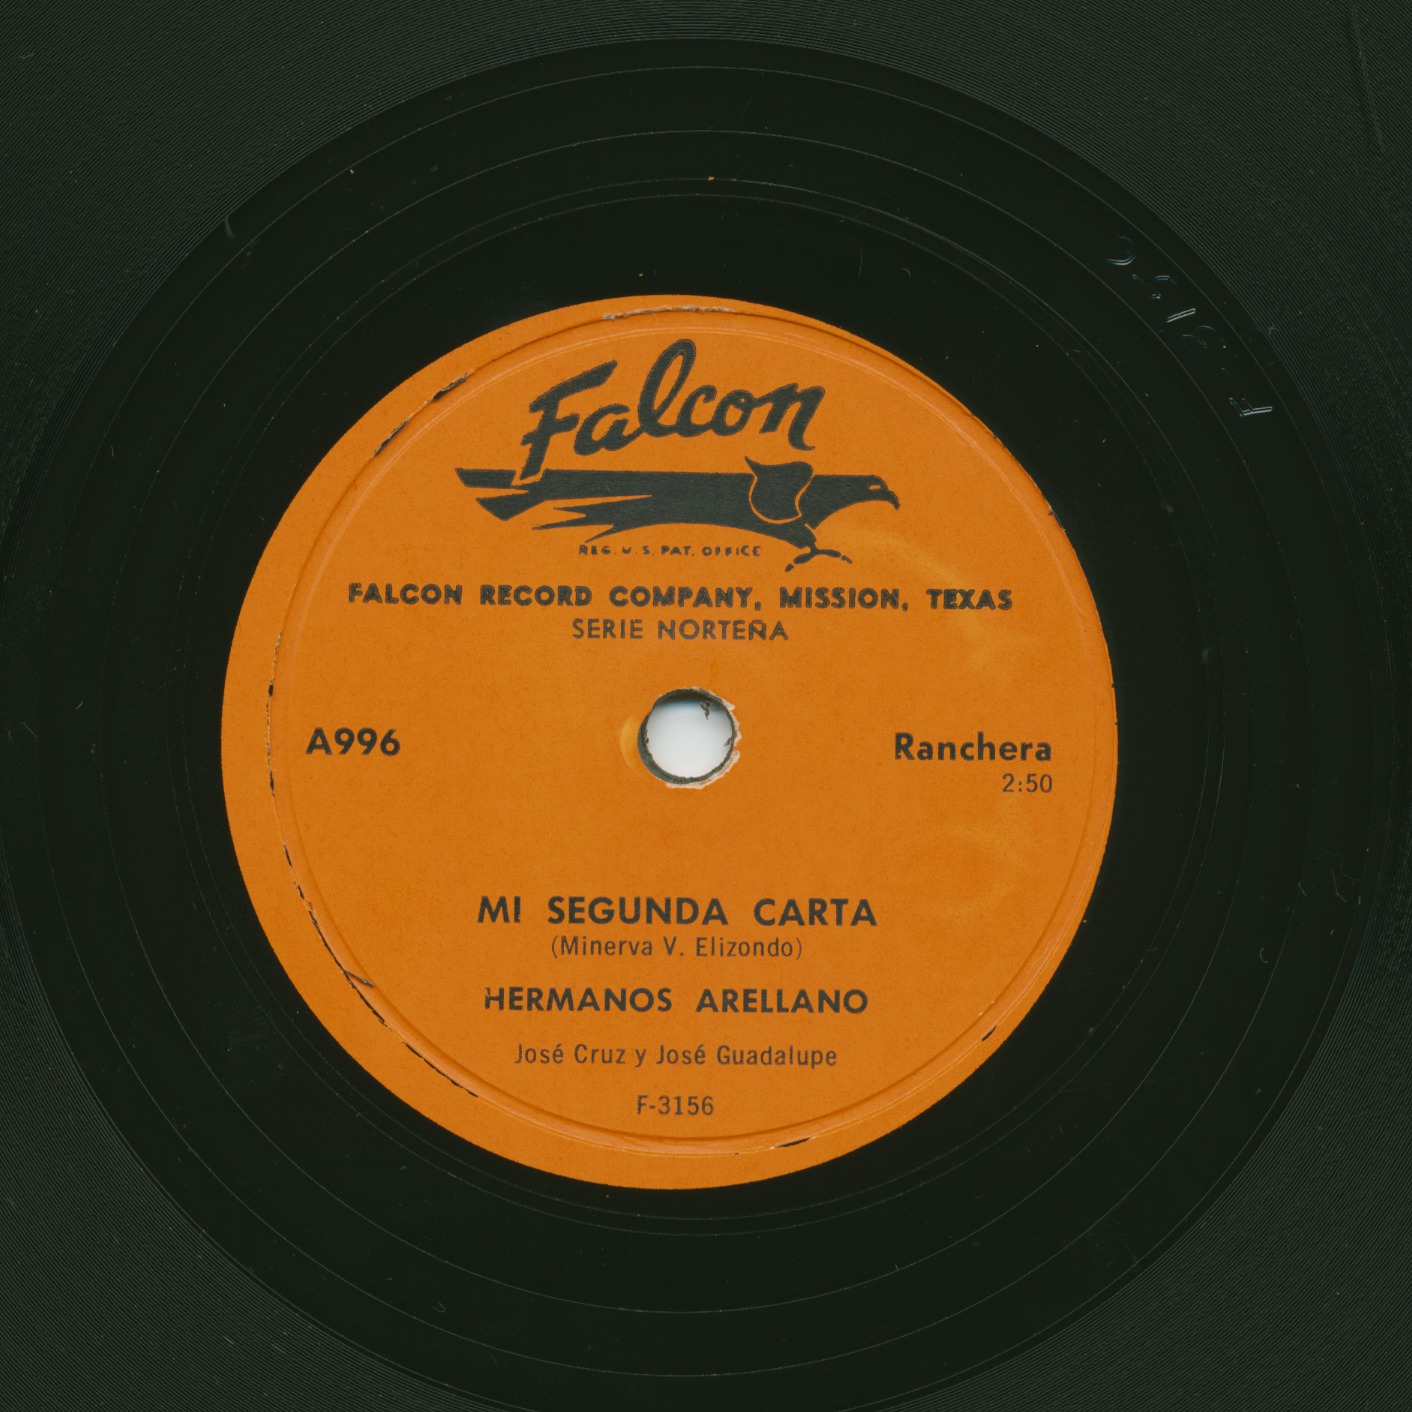 Falcon
REG. U.S. PAT. OFFICE
FALCON RECORD COMPANY, MISSION, TEXAS
SERIE NORTEÑA
A996
Ranchera
2:50
MI SEGUNDA CARTA
(Minerva V. Elizondo)
HERMANOS ARELLANO
José Cruz y José Guadalupe
F-3156